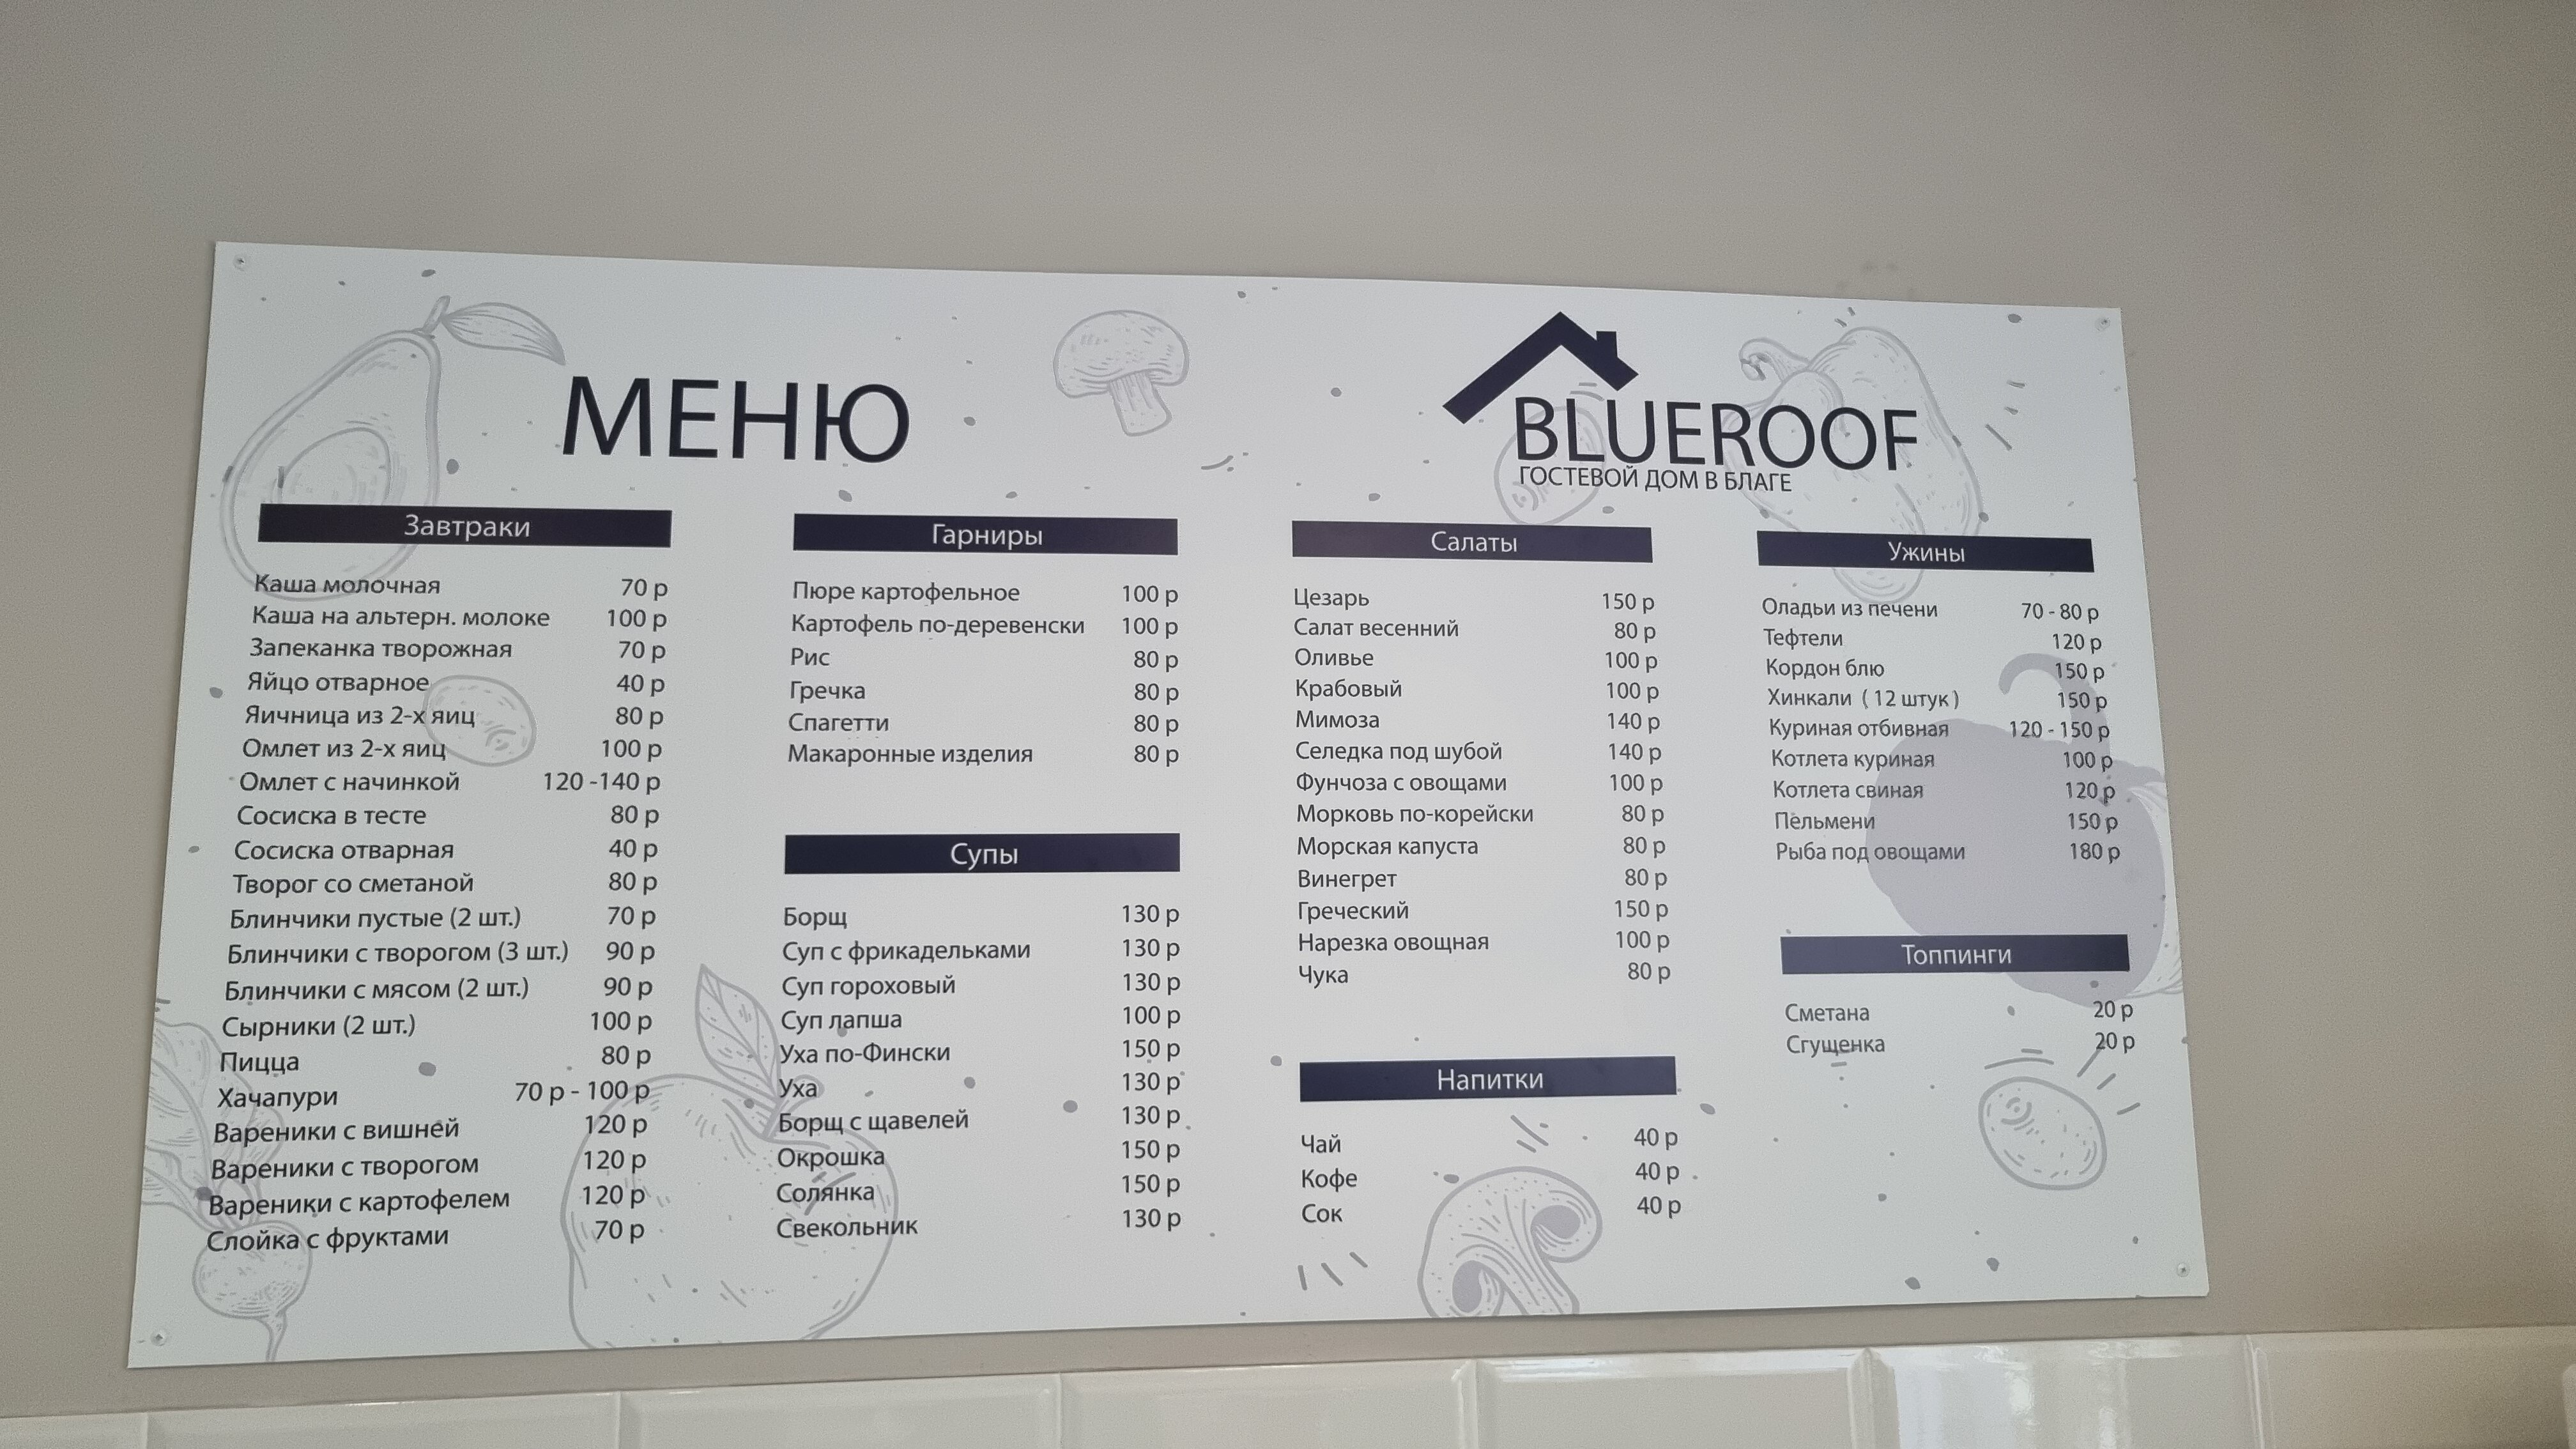 МЕНЮ
BLUEROOF
ГОСТЕВОЙ ДОМ В БЛАГЕ
Завтраки
Каша молочная 70 р
Каша на альтерн. молоке 100 р
Запеканка творожная 70 р
Яйцо отварное 40 р
Яичница из 2-х яиц 80 р
Омлет из 2-х яиц 100 р
Омлет с начинкой 120 -140 р
Сосиска в тесте 80 р
Сосиска отварная 40 р
Творог со сметаной 80 р
Блинчики пустые (2 шт.) 70 р
Блинчики с творогом (3 шт.) 90 р
Блинчики с мясом (2 шт.) 90 р
Сырники (2 шт.) 100 р
Пицца 80 р
Хачапури 70 р - 100 р
Вареники с вишней 120 р
Вареники с творогом 120 р
Вареники с картофелем 120 р
Слойка с фруктами 70 р
Гарниры
Пюре картофельное 100 р
Картофель по-деревенски 100 р
Рис 80 р
Гречка 80 р
Спагетти 80 р
Макаронные изделия 80 р
Супы
Борщ 130 р
Суп с фрикадельками 130 р
Суп гороховый 130 р
Суп лапша 100 р
Уха по-Фински 150 р
Уха 130 р
Борщ с щавелей 130 р
Окрошка 150 р
Солянка 150 р
Свекольник 130 р
Салаты
Цезарь 150 р
Салат весенний 80 р
Оливье 100 р
Крабовый 100 р
Мимоза 140 р
Селедка под шубой 140 р
Фунчоза с овощами 100 р
Морковь по-корейски 80 р
Морская капуста 80 р
Винегрет 80 р
Греческий 150 р
Нарезка овощная 100 р
Чука 80 р
Напитки
Чай 40 р
Кофе 40 р
Сок 40 р
Ужины
Оладьи из печени 70 - 80 р
Тефтели 120 р
Кордон блю 150 р
Хинкали ( 12 штук ) 150 р
Куриная отбивная 120 - 150 р
Котлета куриная 100 р
Котлета свиная 120 р
Пельмени 150 р
Рыба под овощами 180 р
Топпинги
Сметана 20 р
Сгущенка 20 р